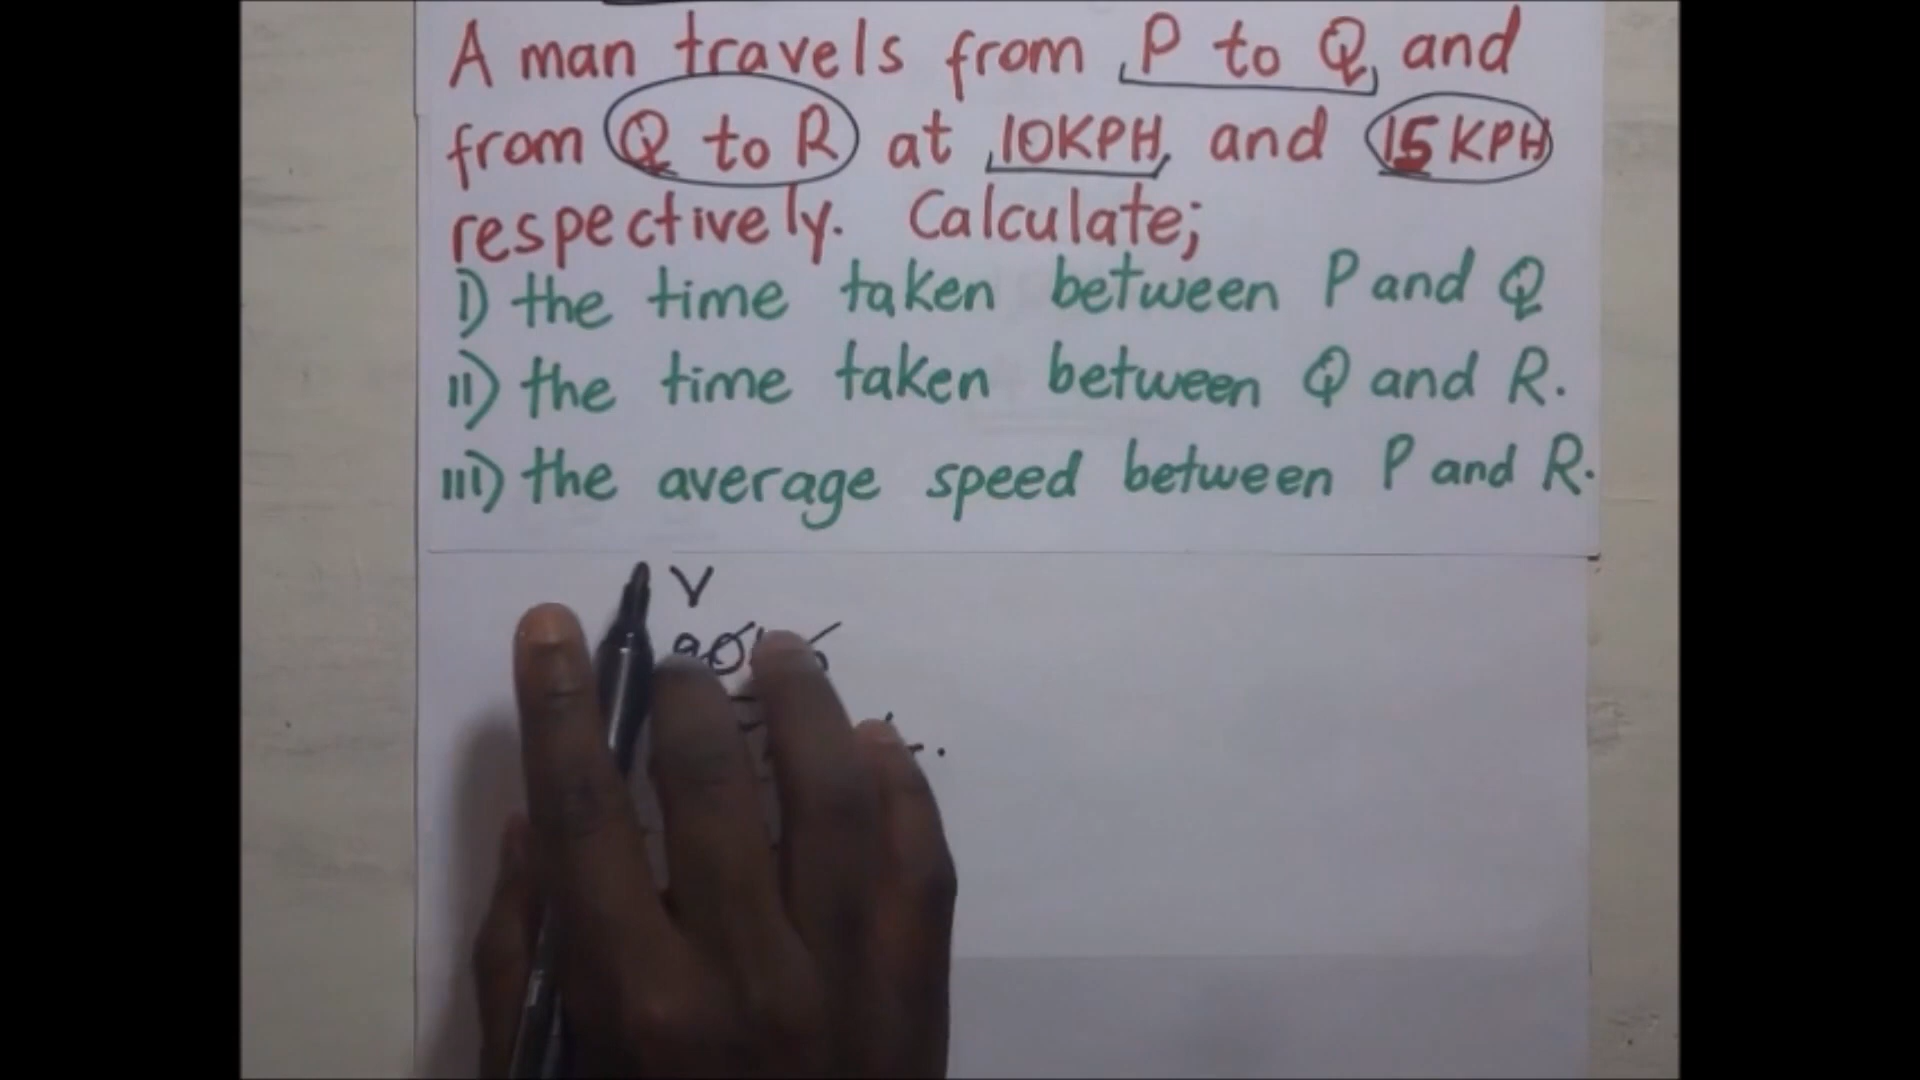 A man travels from P to Q and
from Q to R at 10KPH and 15KPH
respectively. Calculate;
i) the time taken between P and Q
ii) the time taken between Q and R.
iii) the average speed between P and R.
V